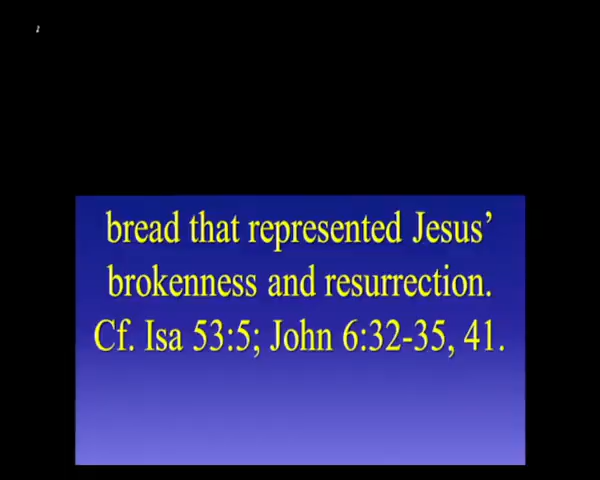 bread that represented Jesus’
brokenness and resurrection.
Cf. Isa 53:5; John 6:32-35, 41.